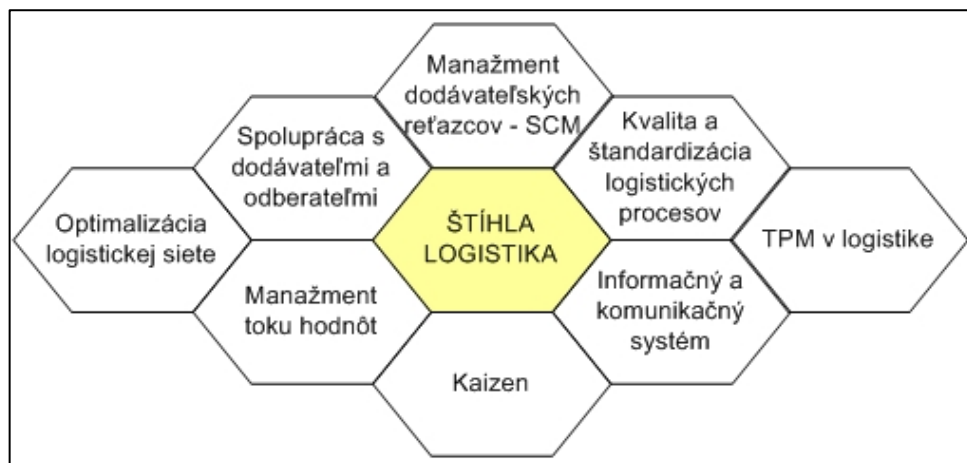 Manažment
dodávateľských
reťazcov - SCM
Spolupráca s
dodávateľmi a
odberateľmi
Kvalita a
štandardizácia
logistických
procesov
Optimalizácia
logistickej siete
ŠTÍHLA
LOGISTIKA
TPM v logistike
Manažment
toku hodnôt
Informačný a
komunikačný
systém
Kaizen